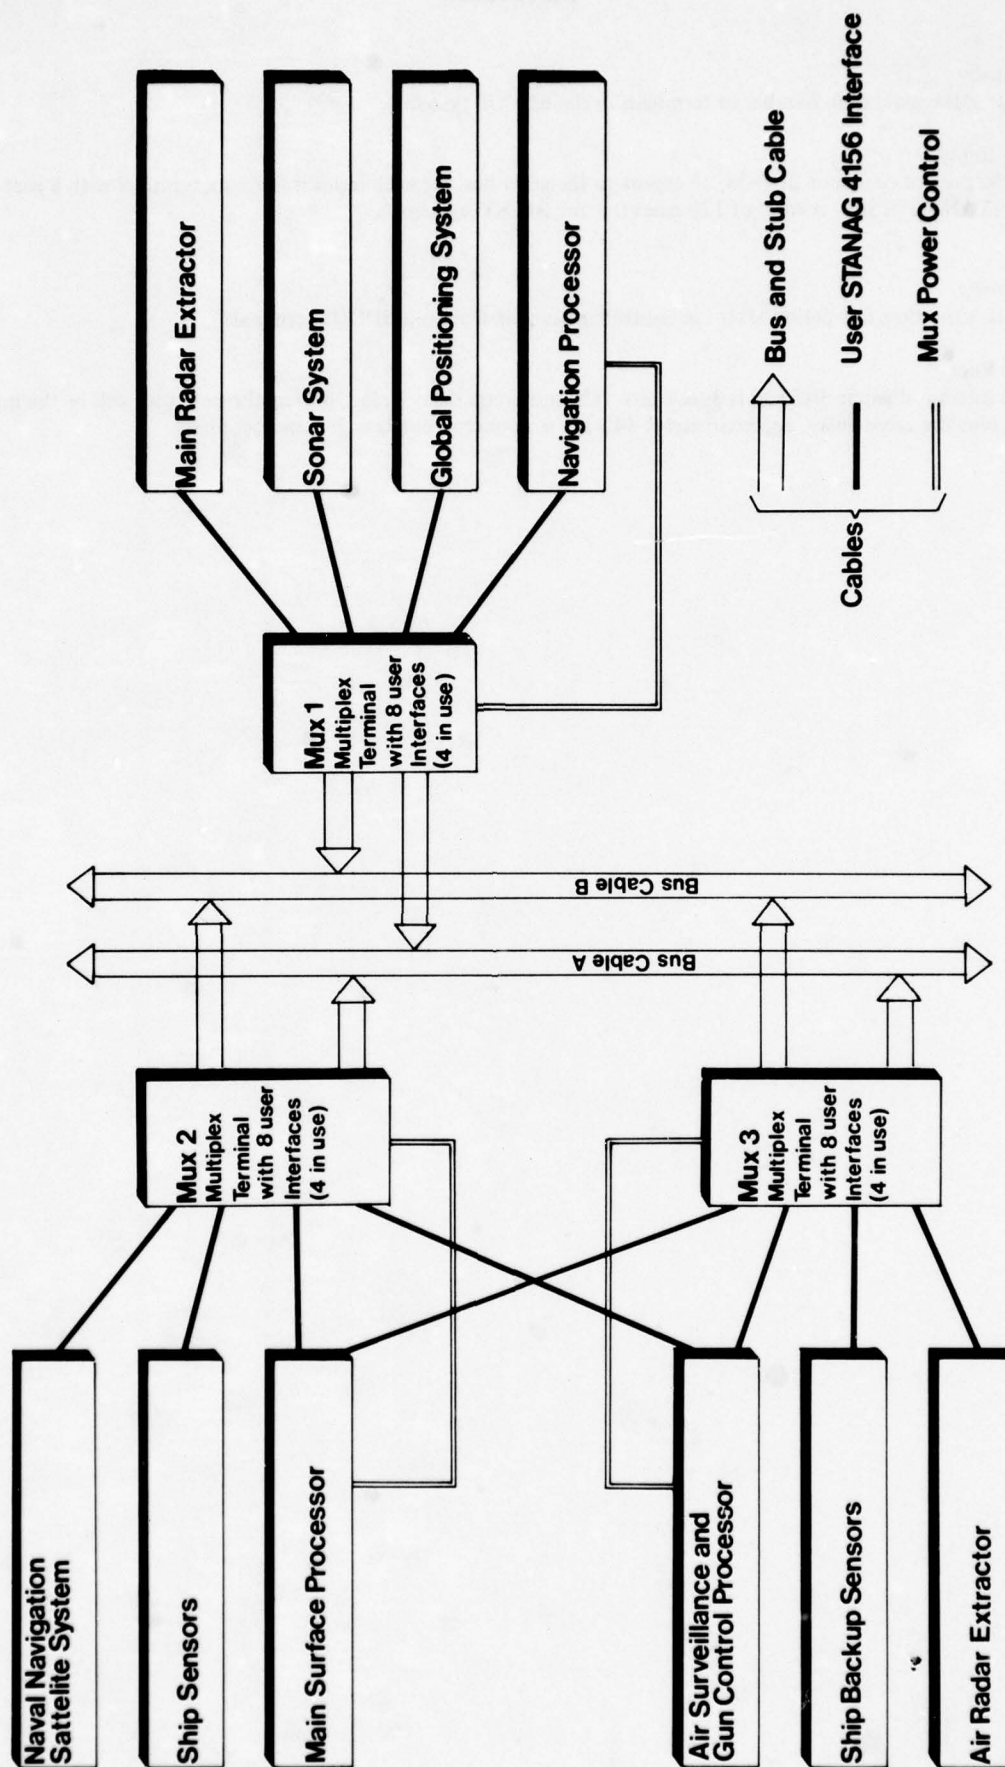 Naval Navigation
Sattelite System
Ship Sensors
Main Surface Processor
Air Surveillance and
Gun Control Processor
Ship Backup Sensors
Air Radar Extractor
Mux 2
Multiplex
Terminal
with 8 user
Interfaces
(4 in use)
Mux 3
Multiplex
Terminal
with 8 user
Interfaces
(4 in use)
Bus Cable A
Bus Cable B
Mux 1
Multiplex
Terminal
with 8 user
Interfaces
(4 in use)
Main Radar Extractor
Sonar System
Global Positioning System
Navigation Processor
Cables
Bus and Stub Cable
User STANAG 4156 Interface
Mux Power Control